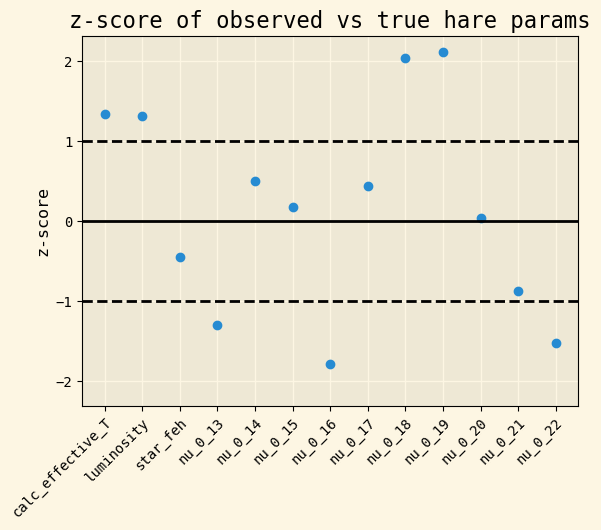 z-score of observed vs true hare params
z-score
2
1
0
−1
−2
calc_effective_T
luminosity
star_feh
nu_0_13
nu_0_14
nu_0_15
nu_0_16
nu_0_17
nu_0_18
nu_0_19
nu_0_20
nu_0_21
nu_0_22